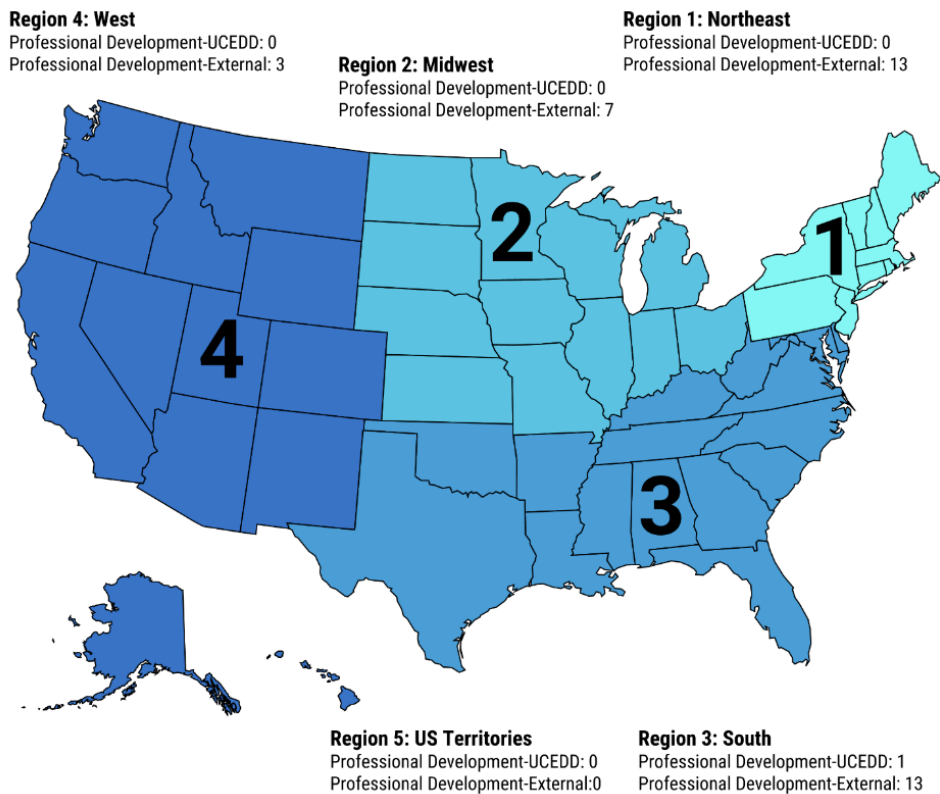 Region 4: West
Professional Development-UCEDD: 0
Professional Development-External: 3
Region 2: Midwest
Professional Development-UCEDD: 0
Professional Development-External: 7
Region 1: Northeast
Professional Development-UCEDD: 0
Professional Development-External: 13
2
1
4
3
Region 5: US Territories
Professional Development-UCEDD: 0
Professional Development-External:0
Region 3: South
Professional Development-UCEDD: 1
Professional Development-External: 13